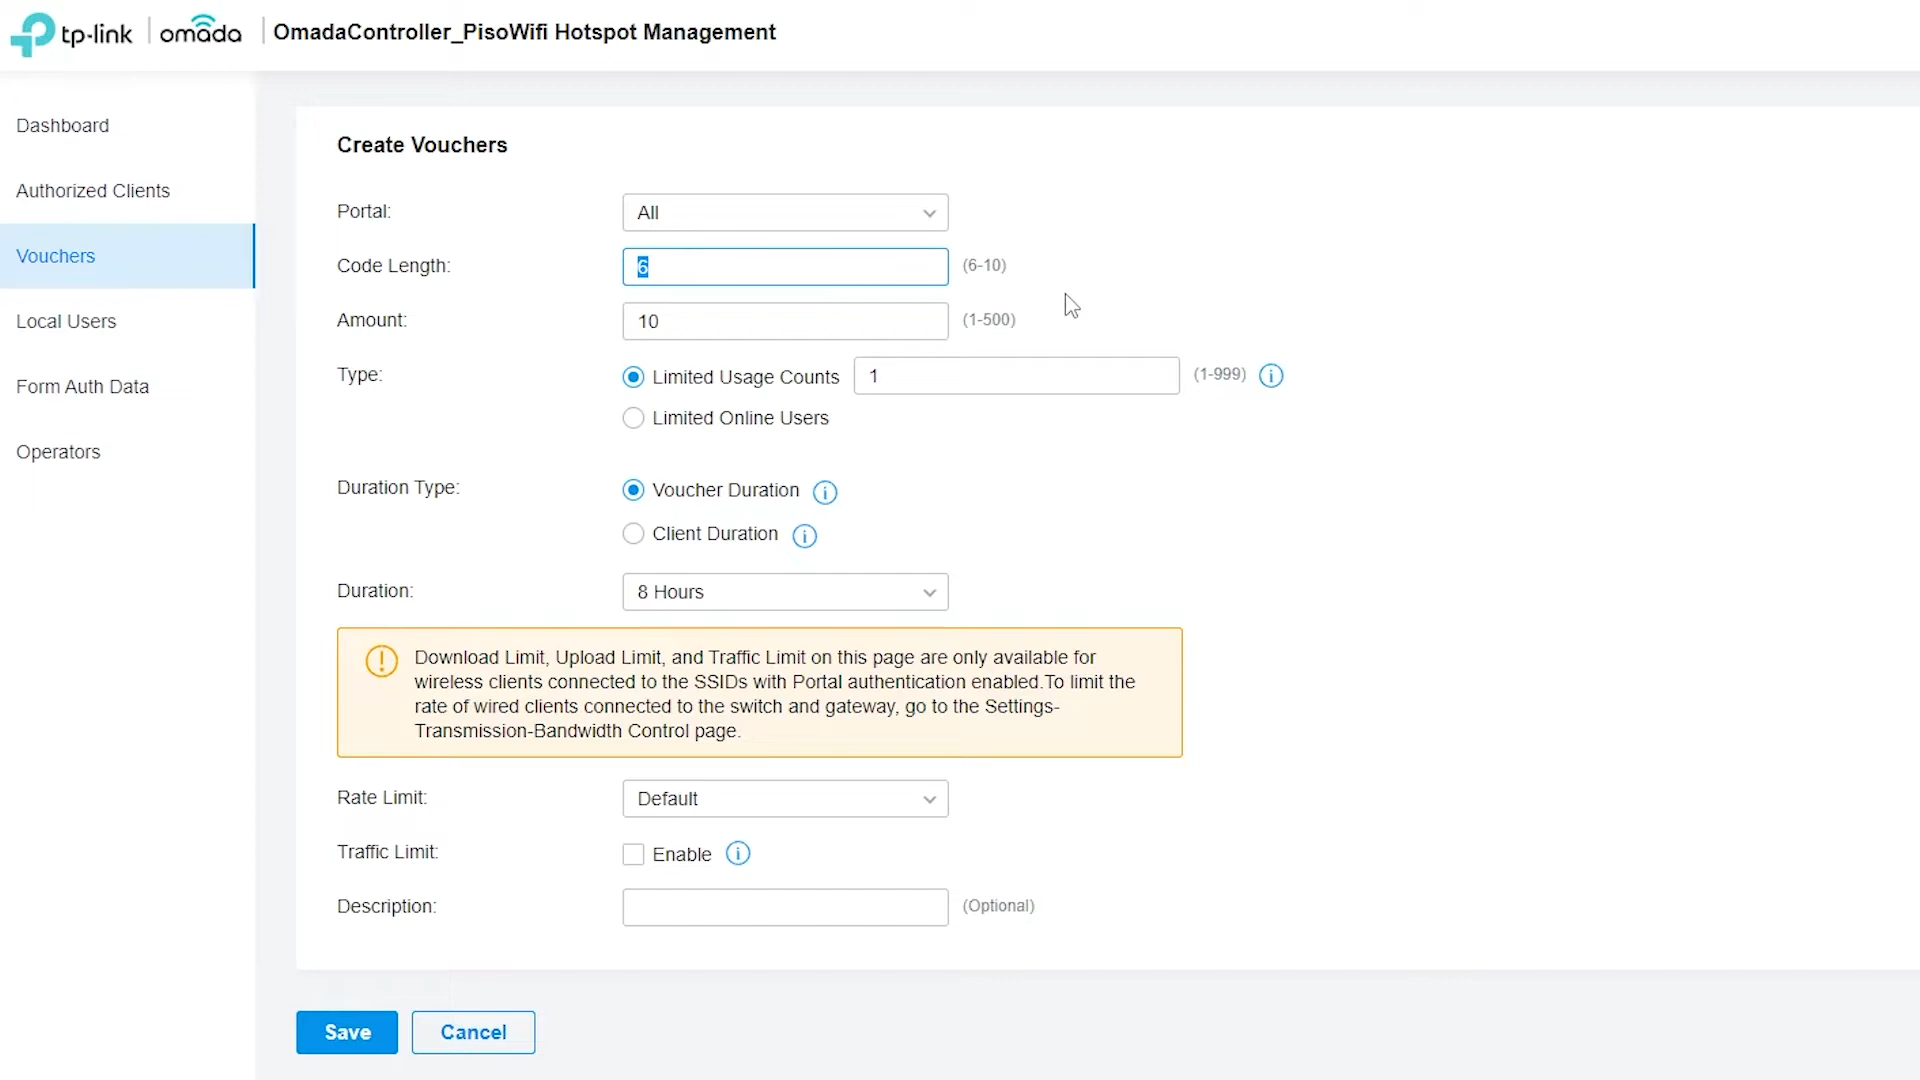 tp-link | omada | OmadaController_PisoWifi Hotspot Management
Dashboard
Authorized Clients
Vouchers
Local Users
Form Auth Data
Operators
Create Vouchers
Portal: All
Code Length: 6 (6-10)
Amount: 10 (1-500)
Type: Limited Usage Counts 1 (1-999)
Limited Online Users
Duration Type: Voucher Duration
Client Duration
Duration: 8 Hours
Download Limit, Upload Limit, and Traffic Limit on this page are only available for
wireless clients connected to the SSIDs with Portal authentication enabled.To limit the
rate of wired clients connected to the switch and gateway, go to the Settings-
Transmission-Bandwidth Control page.
Rate Limit: Default
Traffic Limit: Enable
Description: (Optional)
Save Cancel